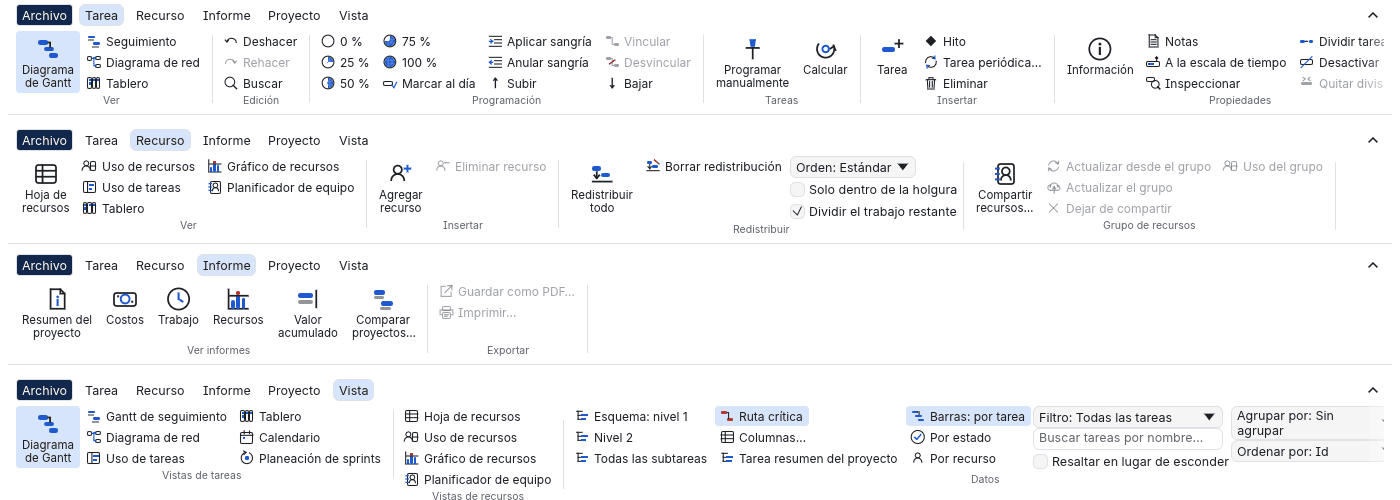 Archivo Tarea Recurso Informe Proyecto Vista
Seguimiento Deshacer 0 % 75 % Aplicar sangría Vincular Hito Notas Dividir tarea
Diagrama de Gantt Diagrama de red Rehacer 25 % 100 % Anular sangría Desvincular Programar manualmente Calcular Tarea Tarea periódica... Información A la escala de tiempo Desactivar
Tablero Buscar 50 % Marcar al día Subir Bajar Eliminar Inspeccionar Quitar divis
Ver Edición Programación Tareas Insertar Propiedades
Archivo Tarea Recurso Informe Proyecto Vista
Uso de recursos Gráfico de recursos Eliminar recurso Borrar redistribución Orden: Estándar Actualizar desde el grupo Uso del grupo
Hoja de recursos Uso de tareas Planificador de equipo Agregar recurso Redistribuir todo Solo dentro de la holgura Compartir recursos... Actualizar el grupo
Tablero Dividir el trabajo restante Dejar de compartir
Ver Insertar Redistribuir Grupo de recursos
Archivo Tarea Recurso Informe Proyecto Vista
Guardar como PDF...
Resumen del proyecto Costos Trabajo Recursos Valor acumulado Comparar proyectos... Imprimir...
Ver informes Exportar
Archivo Tarea Recurso Informe Proyecto Vista
Gantt de seguimiento Tablero Hoja de recursos Esquema: nivel 1 Ruta crítica Barras: por tarea Filtro: Todas las tareas Agrupar por: Sin agrupar
Diagrama de Gantt Diagrama de red Calendario Uso de recursos Nivel 2 Columnas... Por estado Buscar tareas por nombre... Ordenar por: Id
Uso de tareas Planeación de sprints Gráfico de recursos Todas las subtareas Tarea resumen del proyecto Por recurso Resaltar en lugar de esconder
Planificador de equipo
Vistas de tareas Vistas de recursos Datos